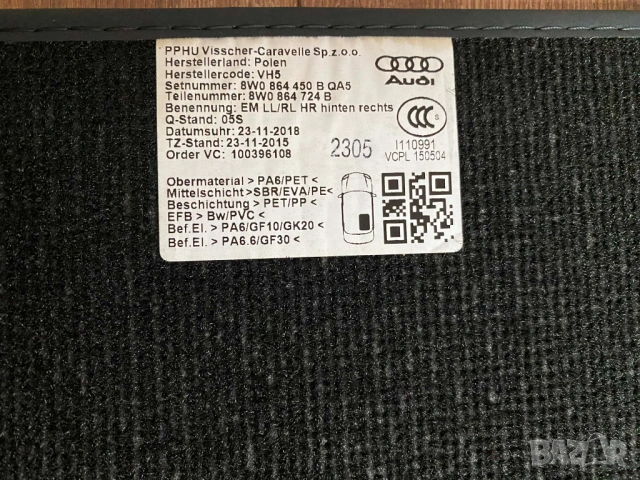 PPHU Visscher-Caravelle Sp.z.o.o.
Herstellerland: Polen
Herstellercode: VH5
Setnummer: 8W0 864 450 B QA5
Teilenummer: 8W0 864 724 B
Benennung: EM LL/RL HR hinten rechts
Q-Stand: 05S
Datumsuhr: 23-11-2018
TZ-Stand: 23-11-2015
Order VC: 100396108
2305
Audi
CCC
I110991
VCPL 150504
Obermaterial > PA6/PET <
Mittelschicht >SBR/EVA/PE<
Beschichtung > PET/PP <
EFB > Bw/PVC <
Bef.El. > PA6/GF10/GK20 <
Bef.El. > PA6.6/GF30 <
BAZAR